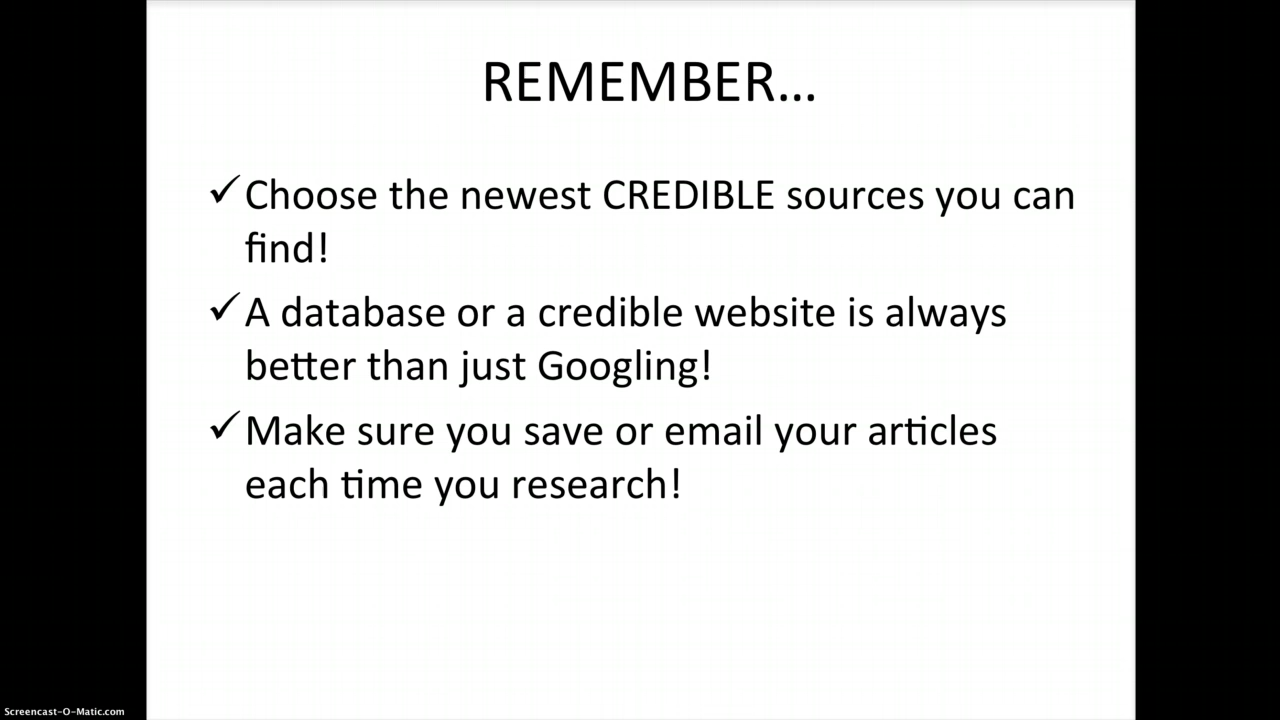 REMEMBER...
✓Choose the newest CREDIBLE sources you can
find!
✓A database or a credible website is always
better than just Googling!
✓Make sure you save or email your articles
each time you research!
Screencast-O-Matic.com